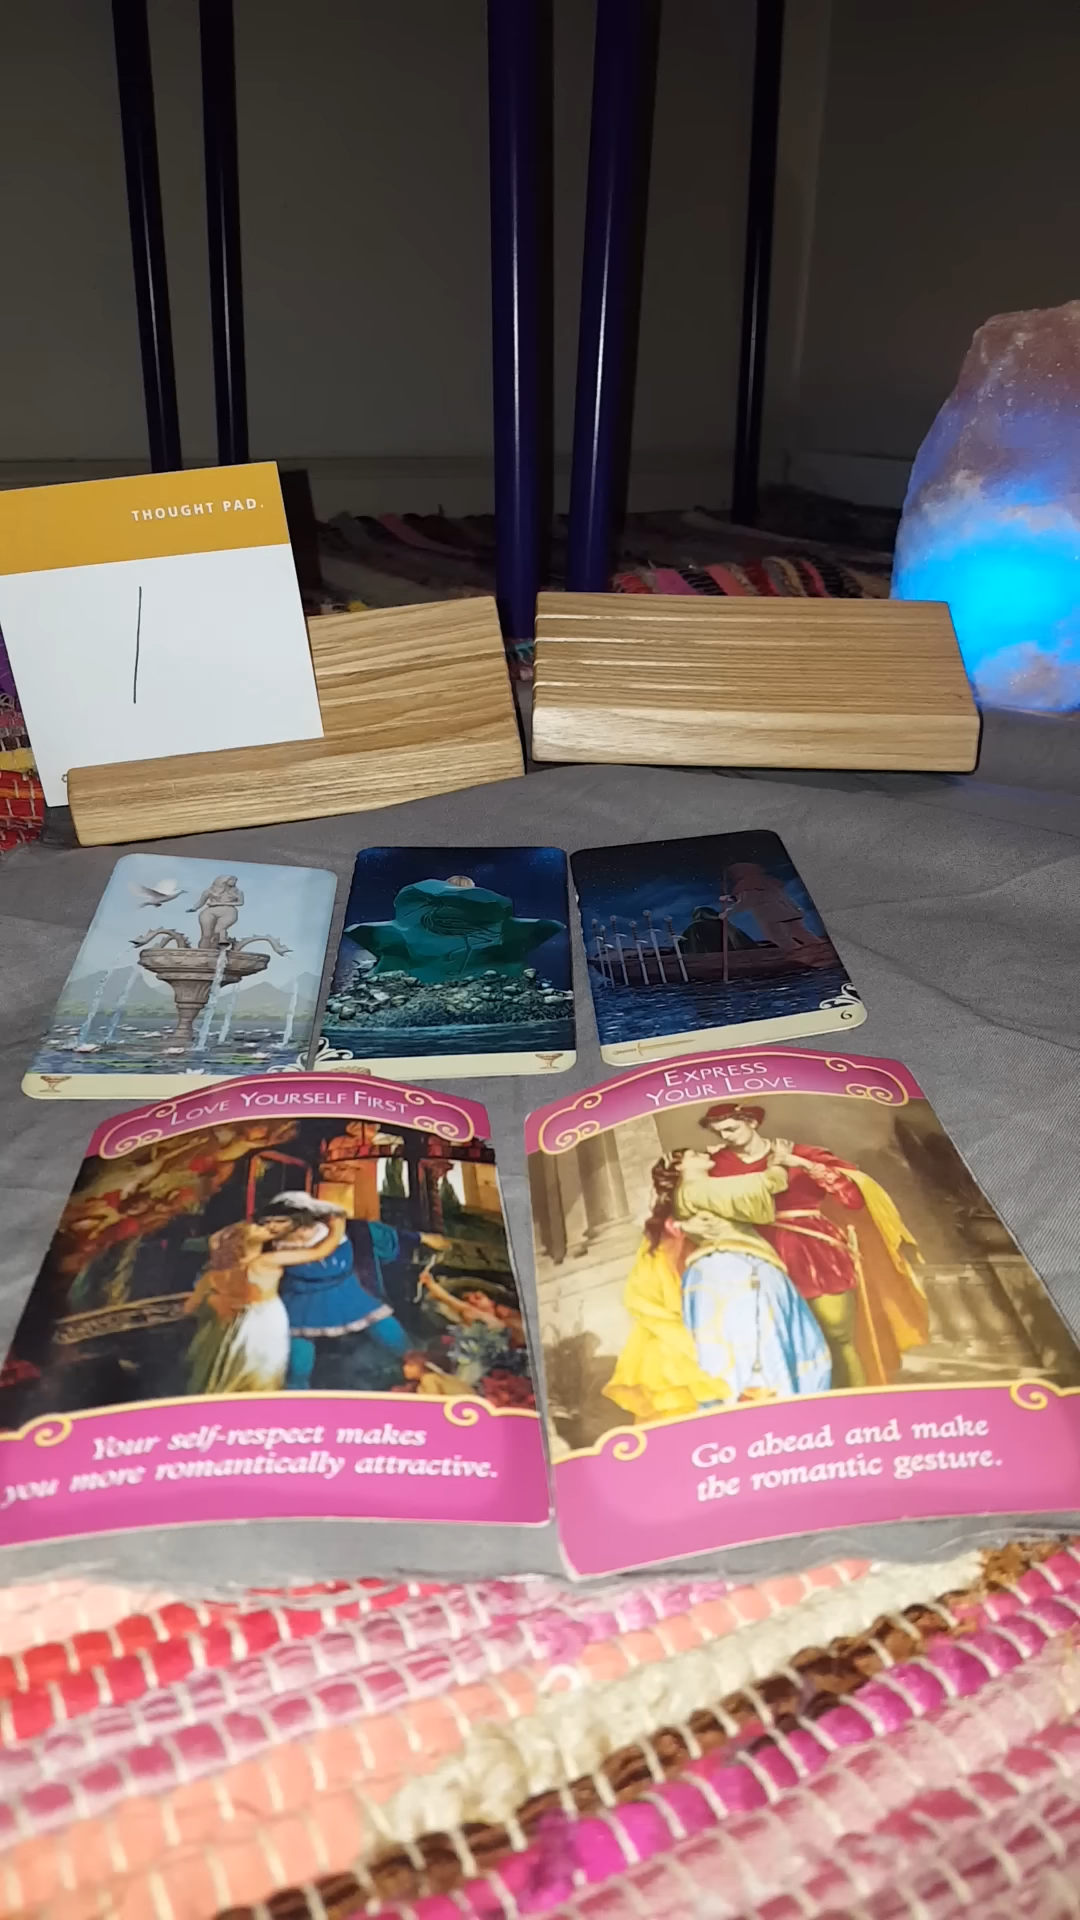 THOUGHT PAD.
1
6
LOVE YOURSELF FIRST
Your self-respect makes
you more romantically attractive.
EXPRESS
YOUR LOVE
Go ahead and make
the romantic gesture.